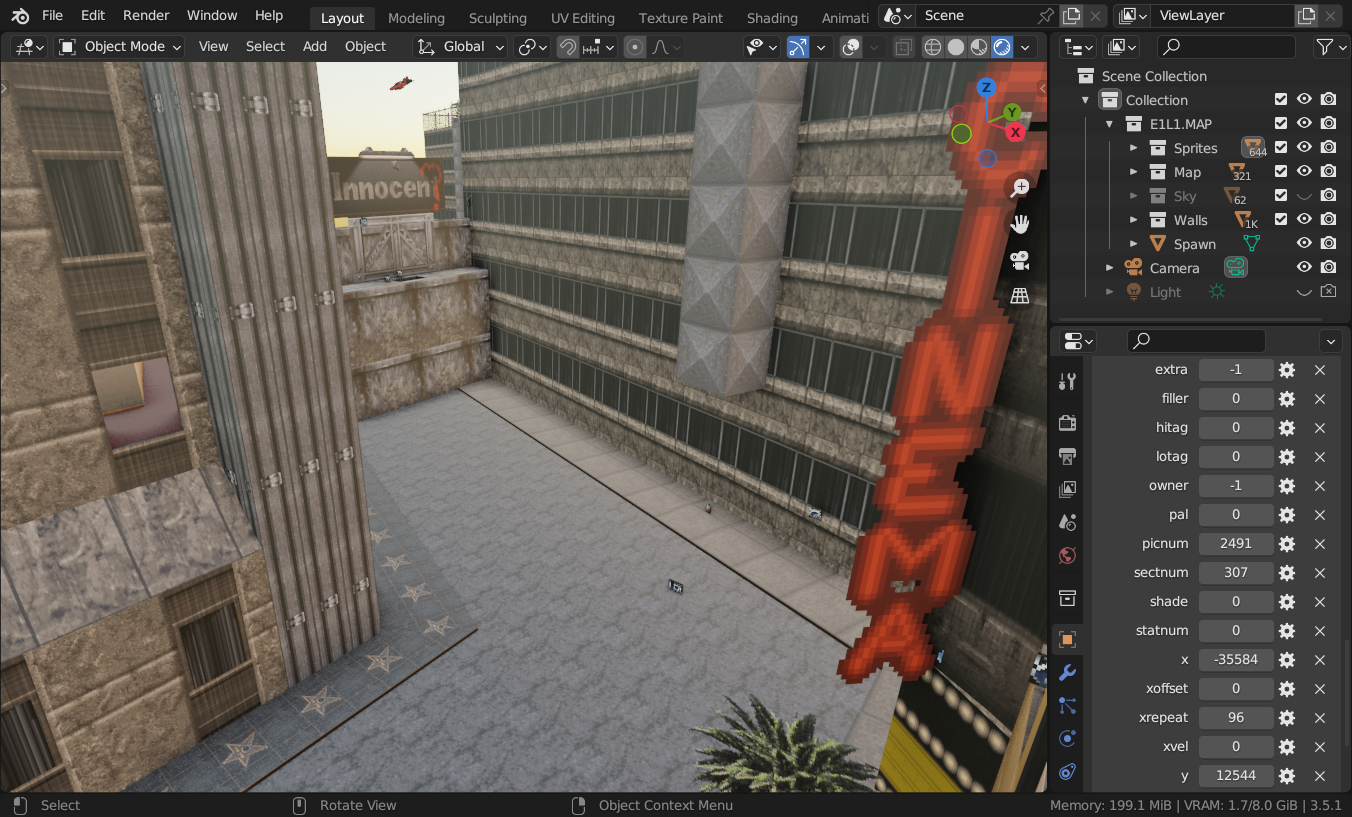 File Edit Render Window Help Layout Modeling Sculpting UV Editing Texture Paint Shading Animati Scene ViewLayer
Object Mode View Select Add Object Global
Z
Y
X
Innocen
NEMA
Scene Collection
Collection
E1L1.MAP
Sprites 644
Map 321
Sky 62
Walls 1K
Spawn
Camera
Light
extra -1
filler 0
hitag 0
lotag 0
owner -1
pal 0
picnum 2491
sectnum 307
shade 0
statnum 0
x -35584
xoffset 0
xrepeat 96
xvel 0
y 12544
Select Rotate View Object Context Menu Memory: 199.1 MiB | VRAM: 1.7/8.0 GiB | 3.5.1